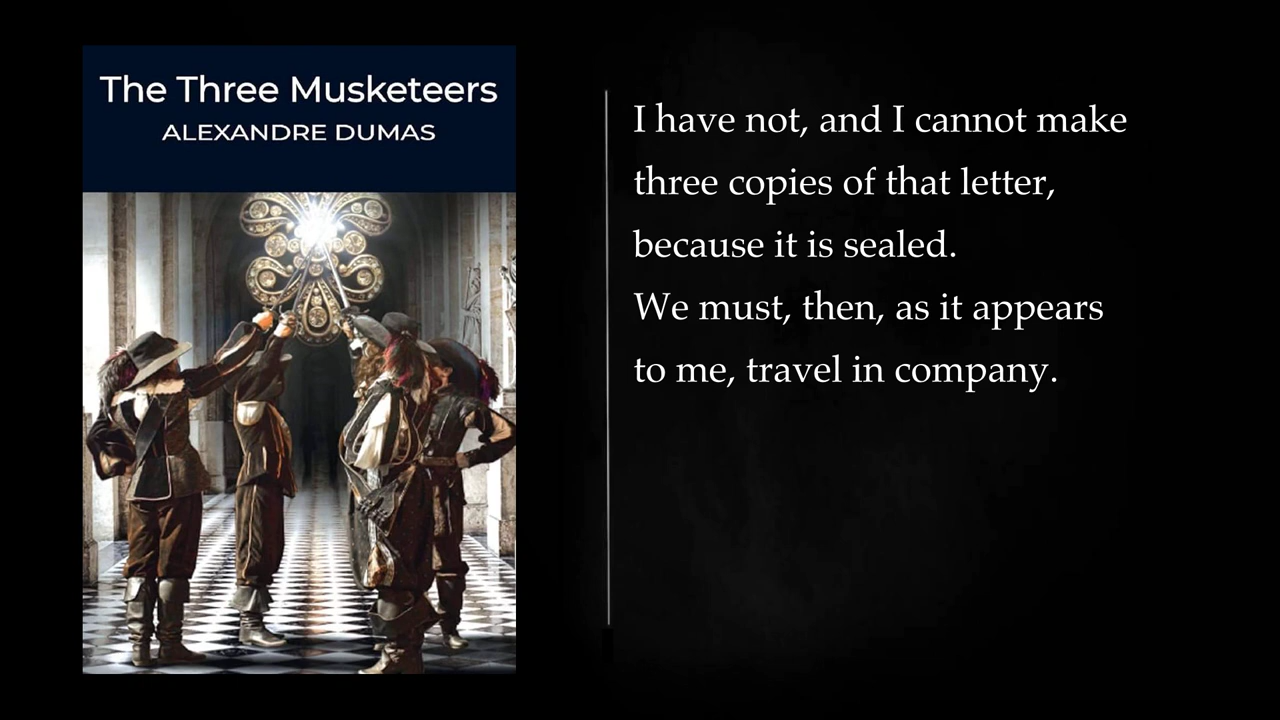 The Three Musketeers
ALEXANDRE DUMAS
I have not, and I cannot make
three copies of that letter,
because it is sealed.
We must, then, as it appears
to me, travel in company.